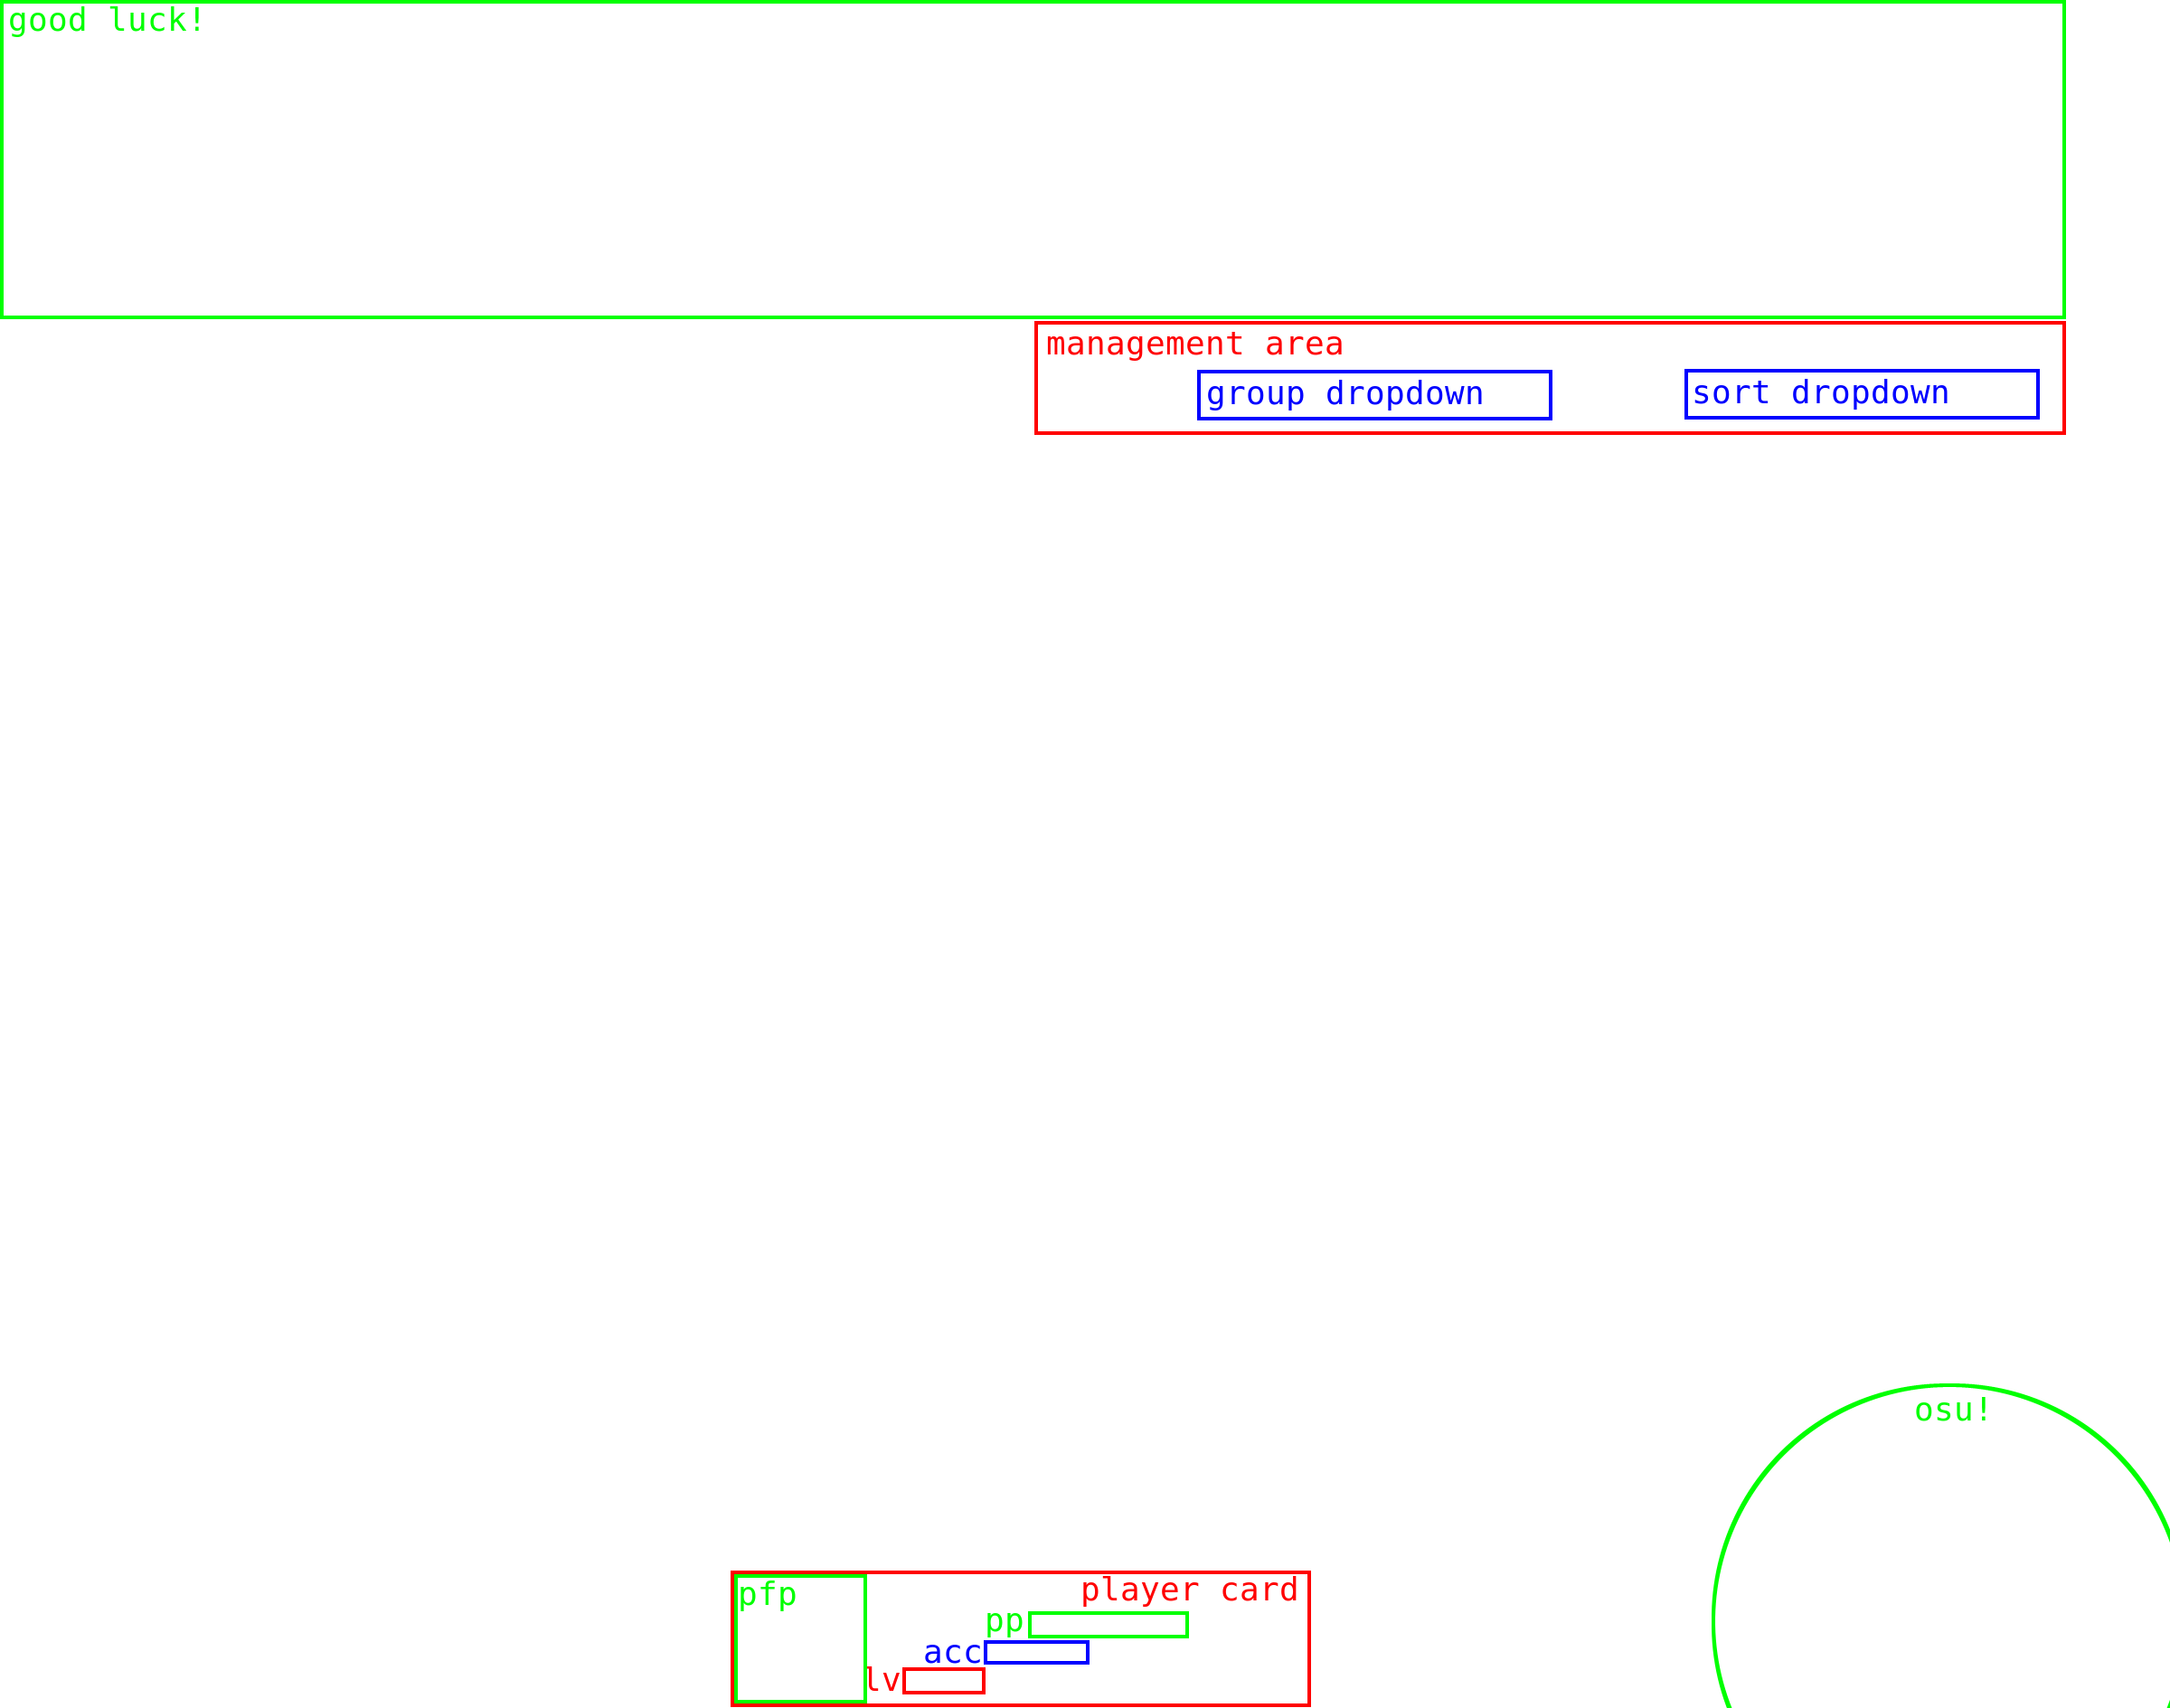 good luck!
management area
group dropdown
sort dropdown
osu!
pfp
player card
pp
acc
lv